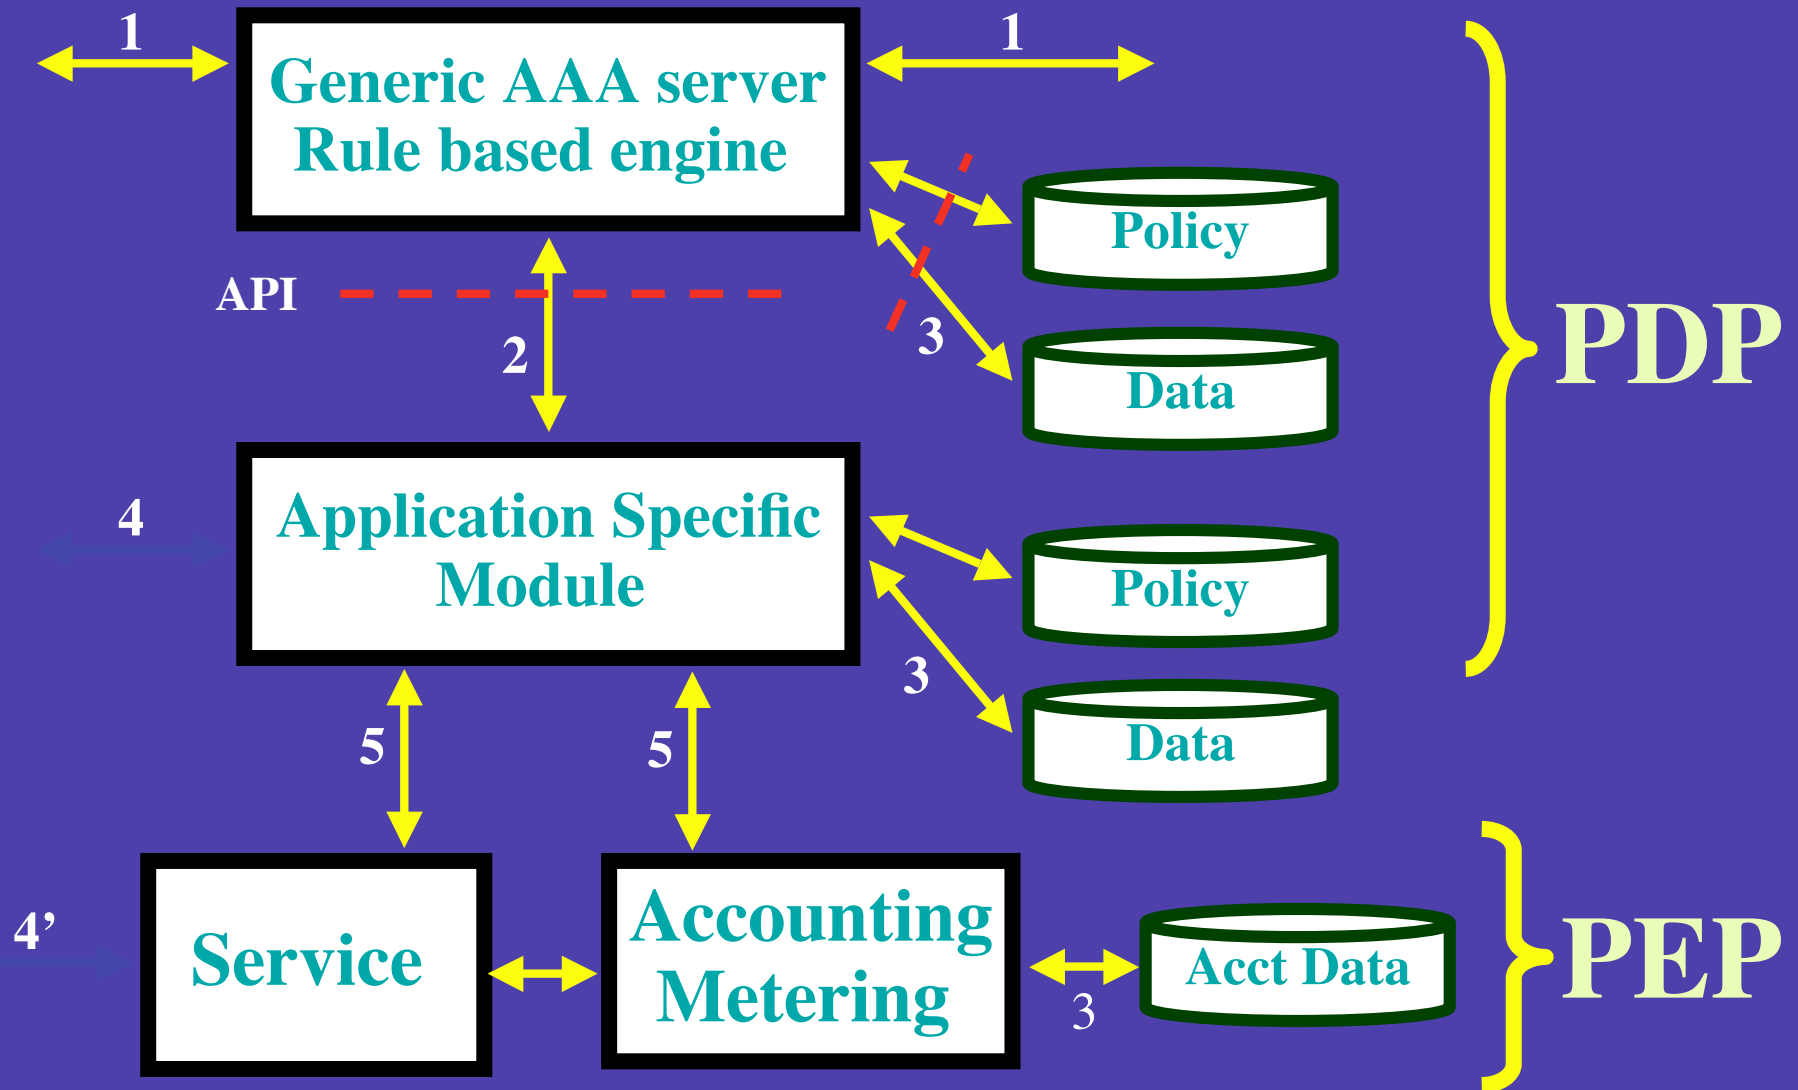 1
1
Generic AAA server
Rule based engine
Policy
API
3
2
Data
PDP
4
Application Specific
Module
Policy
3
5
5
Data
4’
Service
Accounting
Metering
3
Acct Data
PEP